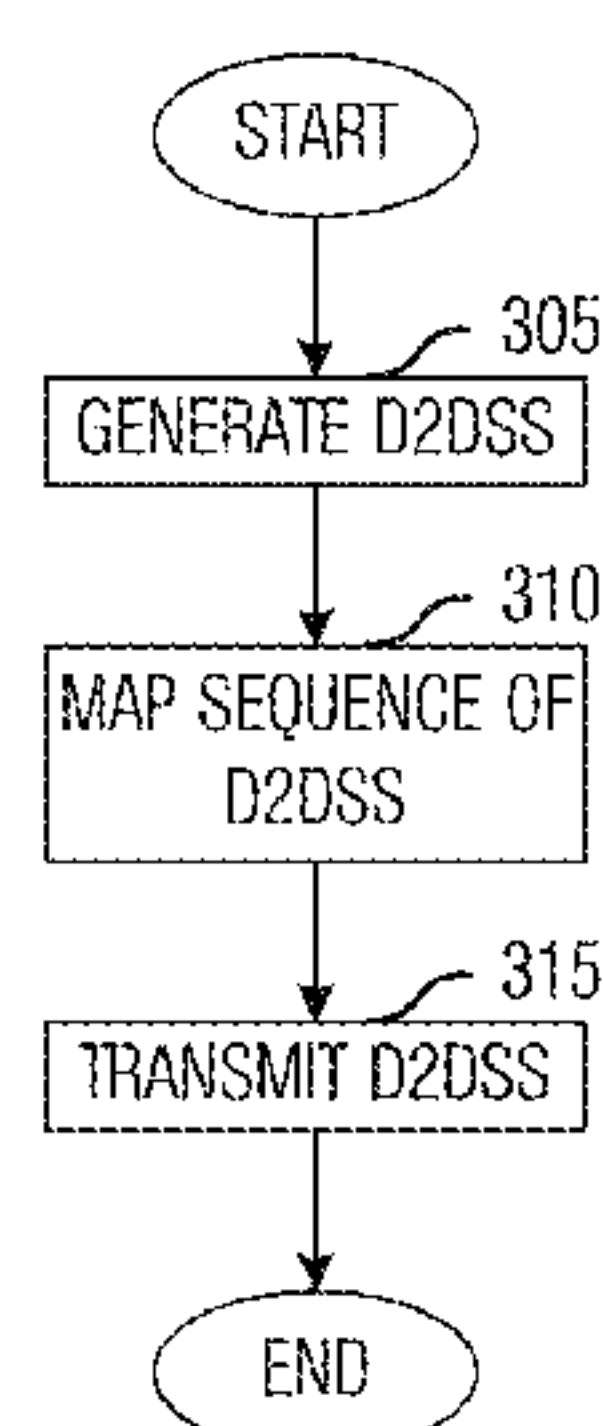 START
305
GENERATE D2DSS
310
MAP SEQUENCE OF
D2DSS
315
TRANSMIT D2DSS
END